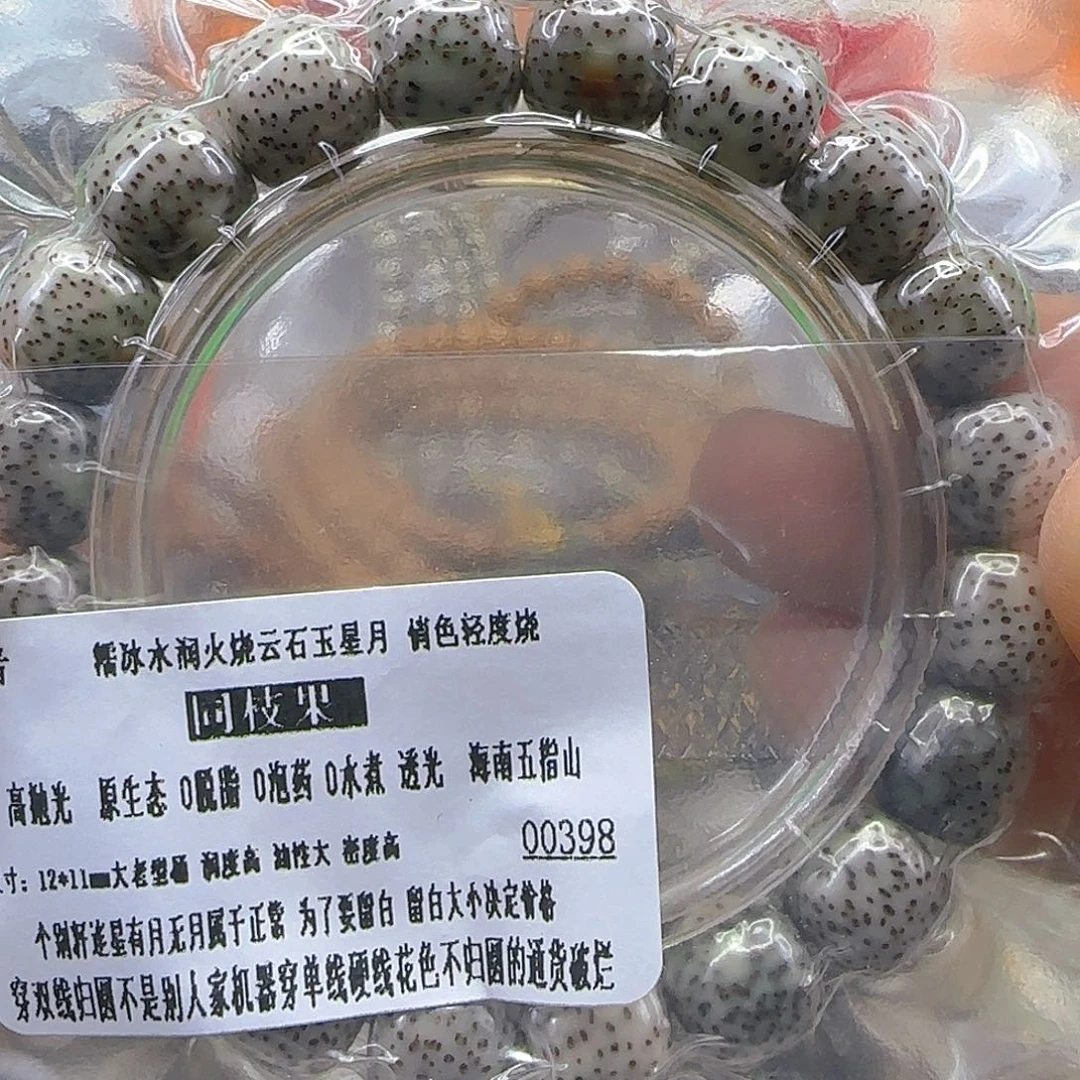 糯冰水润火烧云石玉星月 俏色轻度烧
同枝果
高抛光 原生态 0脱脂 0泡药 0水煮 透光 海南五指山
00398
寸：12*11mm大老型桶 润度高 油性大 密度高
个别籽连星有月无月属于正常 为了要留白 留白大小决定价格
穿双线归圆不是别人家机器穿单线硬线花色不归圆的通货破烂